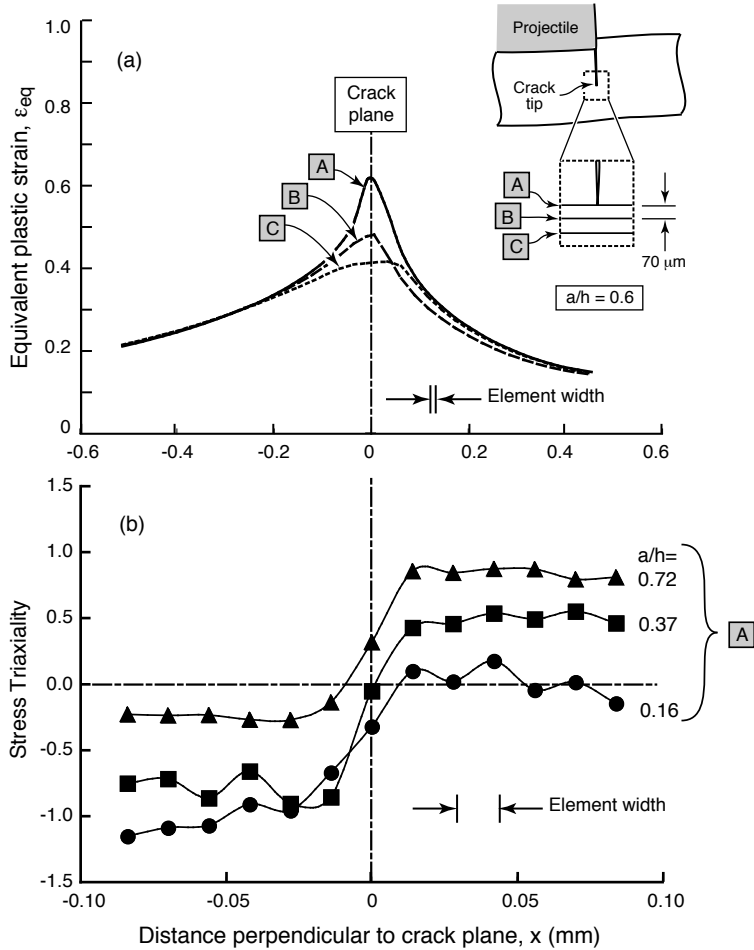 (a)
Equivalent plastic strain, εeq
1.0
0.8
0.6
0.4
0.2
0
-0.6
-0.4
-0.2
0
0.2
0.4
0.6
Crack
plane
A
B
C
Element width
Projectile
Crack
tip
A
B
C
70 μm
a/h = 0.6
(b)
Stress Triaxiality
1.5
1.0
0.5
0.0
-0.5
-1.0
-1.5
-0.10
-0.05
0
0.05
0.10
a/h=
0.72
0.37
0.16
A
Element width
Distance perpendicular to crack plane, x (mm)